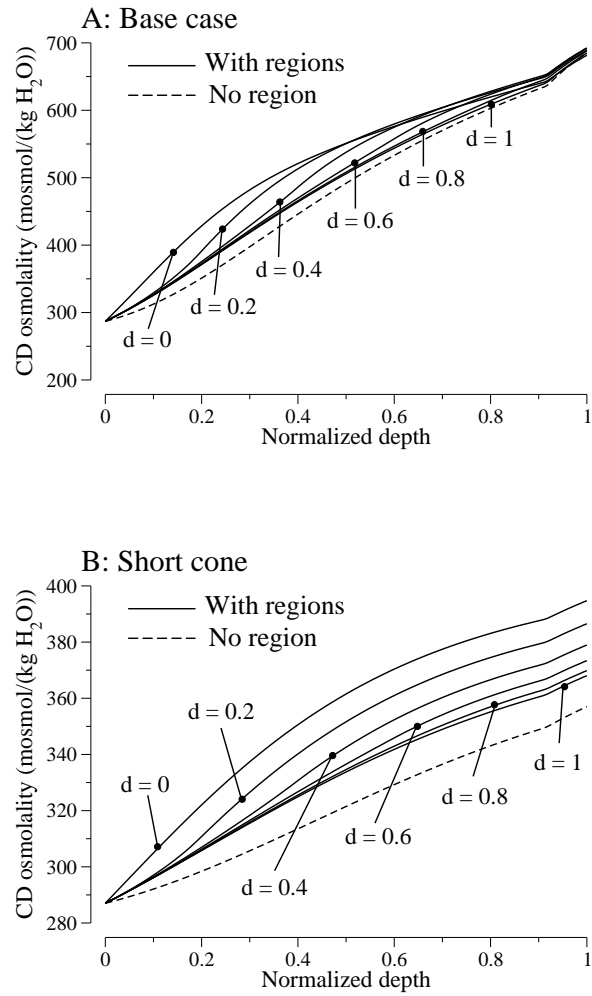 A: Base case
700
600
500
400
300
200
CD osmolality (mosmol/(kg H2O))
With regions
No region
d = 1
d = 0.8
d = 0.6
d = 0.4
d = 0.2
d = 0
0 0.2 0.4 0.6 0.8 1
Normalized depth
B: Short cone
400
380
360
340
320
300
280
CD osmolality (mosmol/(kg H2O))
With regions
No region
d = 0.2
d = 0
d = 1
d = 0.8
d = 0.6
d = 0.4
0 0.2 0.4 0.6 0.8 1
Normalized depth